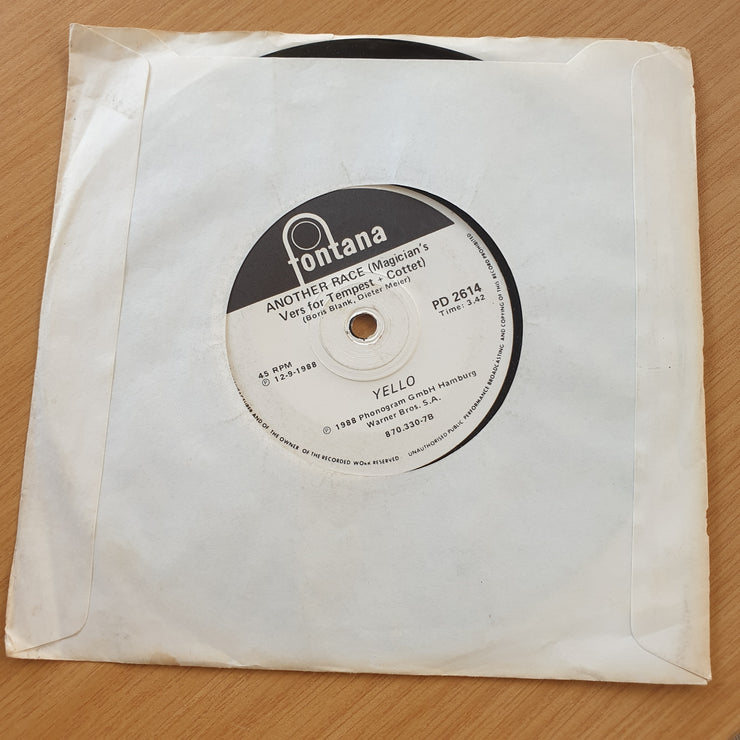 fontana
ANOTHER RACE (Magician's
Vers for Tempest + Cottet)
(Boris Blank, Dieter Meier)
PD 2614
Time: 3.42
45 RPM
℗ 12-9-1988
YELLO
℗ 1988 Phonogram GmbH Hamburg
Warner Bros. S.A.
870.330-7B
AND OF THE OWNER OF THE RECORDED WORK RESERVED · UNAUTHORISED PUBLIC PERFORMANCE BROADCASTING AND COPYING OF THIS RECORD PROHIBITED